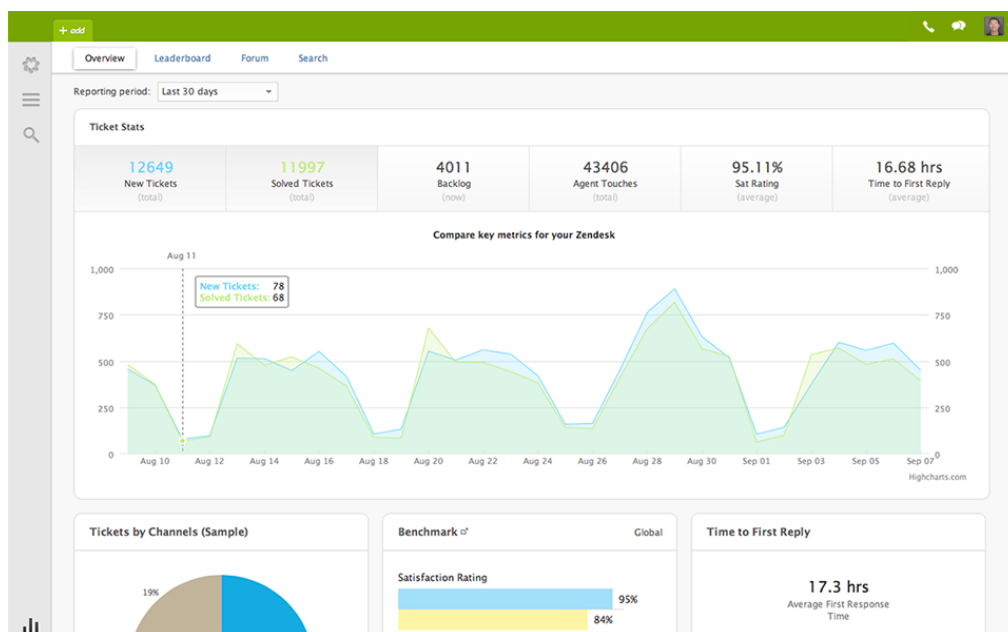 + add
Overview Leaderboard Forum Search
Reporting period: Last 30 days
Ticket Stats
12649 11997 4011 43406 95.11% 16.68 hrs
New Tickets Solved Tickets Backlog Agent Touches Sat Rating Time to First Reply
(total) (total) (now) (total) (average) (average)
Compare key metrics for your Zendesk
Aug 11
1,000 1,000
New Tickets: 78
Solved Tickets: 68
750 750
500 500
250 250
0 0
Aug 10 Aug 12 Aug 14 Aug 16 Aug 18 Aug 20 Aug 22 Aug 24 Aug 26 Aug 28 Aug 30 Sep 01 Sep 03 Sep 05 Sep 07
Highcharts.com
Tickets by Channels (Sample) Benchmark Global Time to First Reply
Satisfaction Rating
19%
95%
84%
17.3 hrs
Average First Response
Time